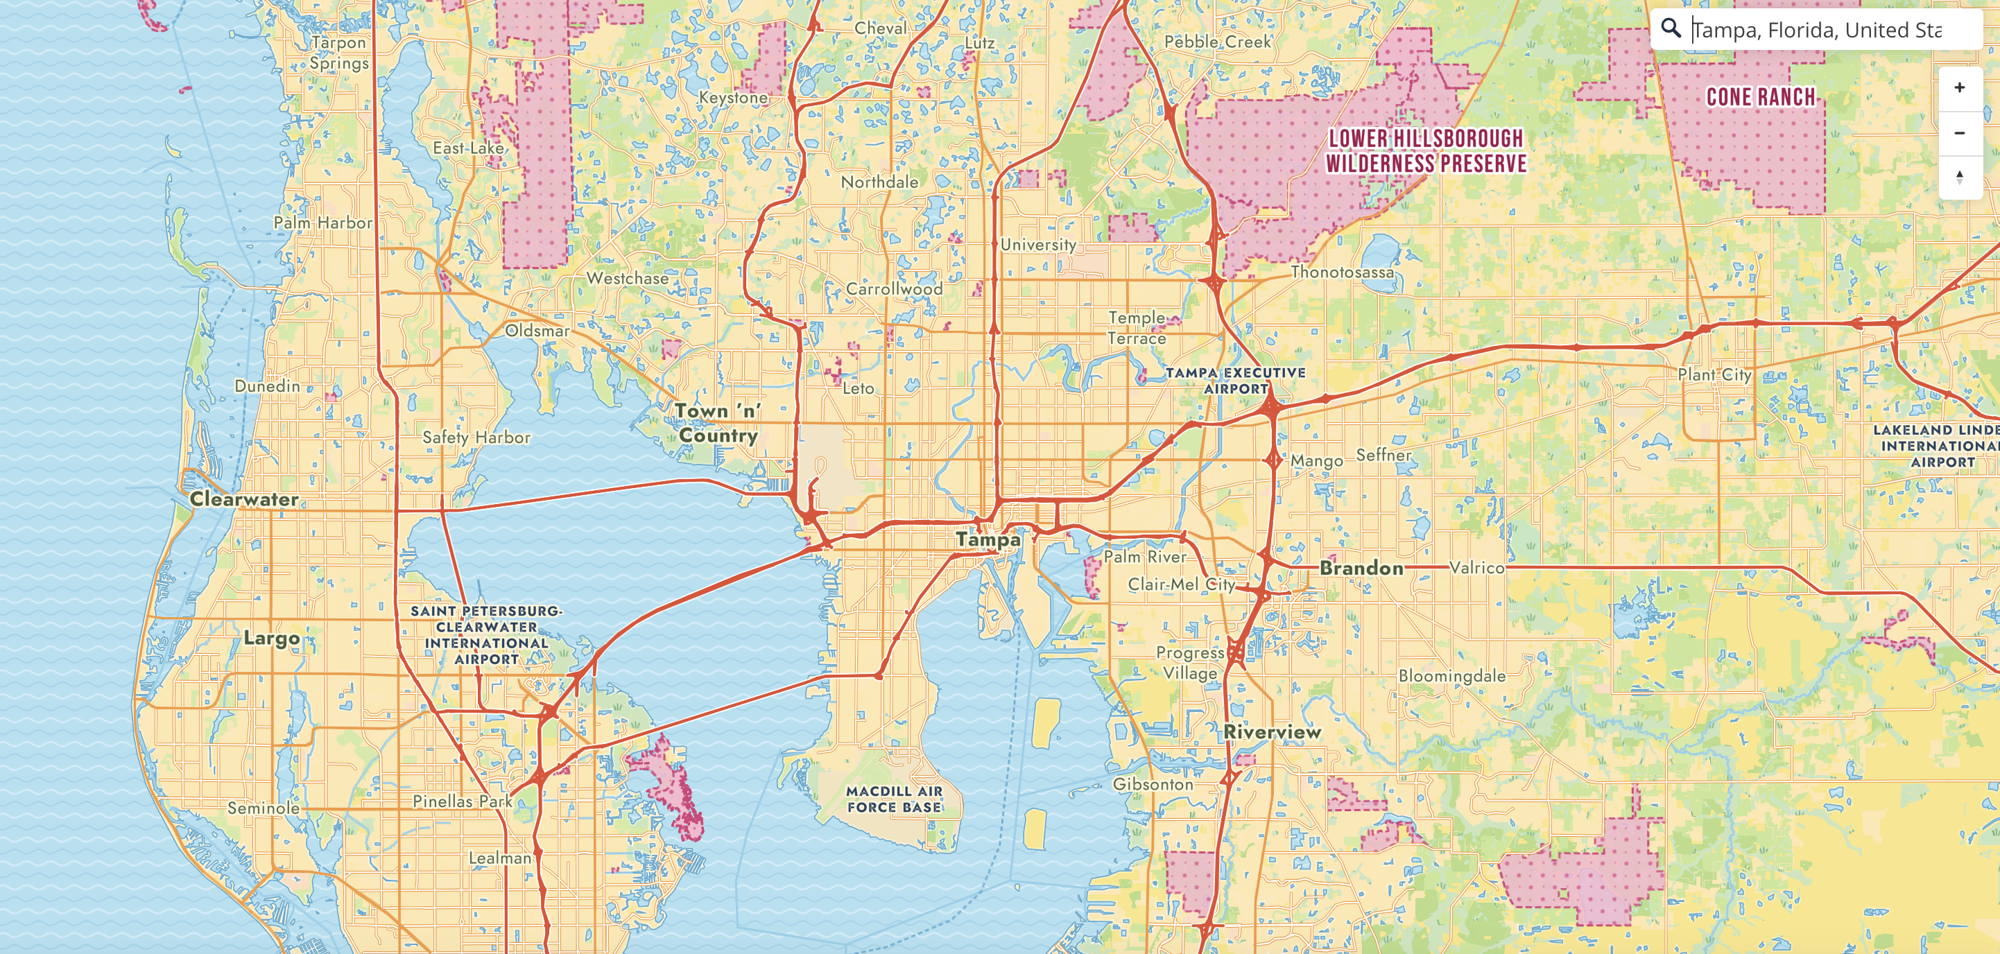 Tampa, Florida, United Sta
+
−
Cheval
Lutz
Pebble Creek
Tarpon
Springs
Keystone
CONE RANCH
LOWER HILLSBOROUGH
WILDERNESS PRESERVE
East Lake
Northdale
Palm Harbor
University
Westchase
Thonotosassa
Carrollwood
Oldsmar
Temple
Terrace
TAMPA EXECUTIVE
AIRPORT
Plant City
Dunedin
Leto
Town 'n'
Country
Safety Harbor
LAKELAND LINDE
INTERNATIONAL
AIRPORT
Mango
Seffner
Clearwater
Tampa
Palm River
Brandon
Valrico
Clair-Mel City
SAINT PETERSBURG-
CLEARWATER
INTERNATIONAL
AIRPORT
Largo
Progress
Village
Bloomingdale
Riverview
Gibsonton
MACDILL AIR
FORCE BASE
Seminole
Pinellas Park
Lealman